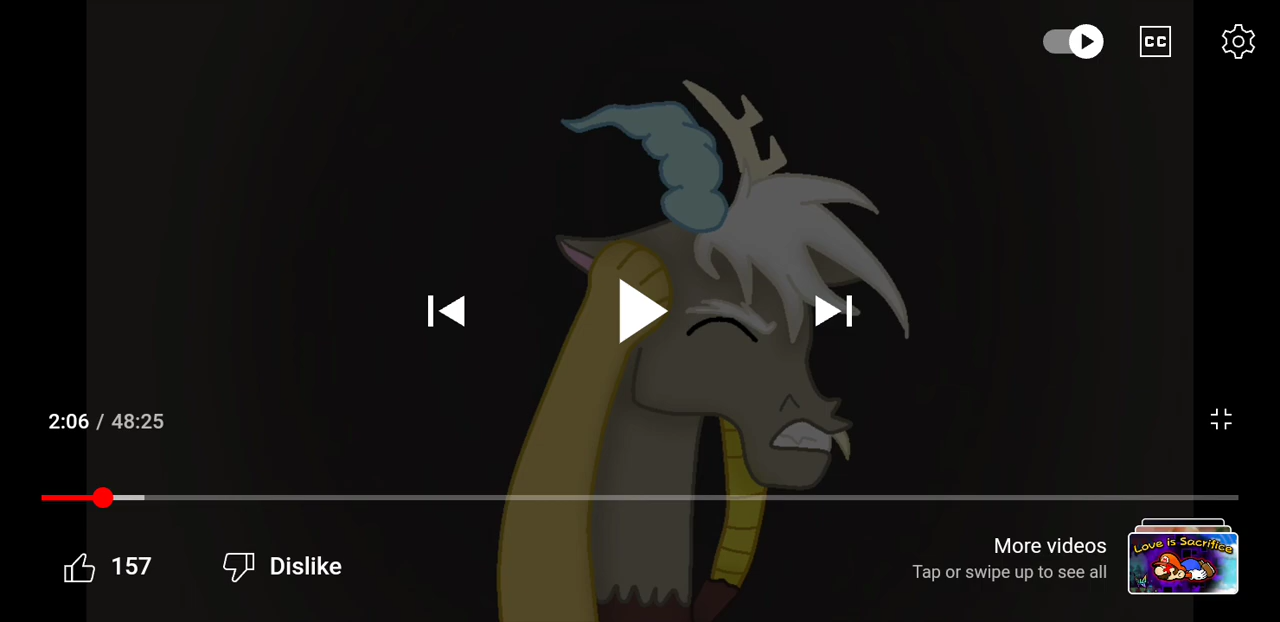 CC
2:06 / 48:25
157
Dislike
More videos
Tap or swipe up to see all
Love is Sacrifice